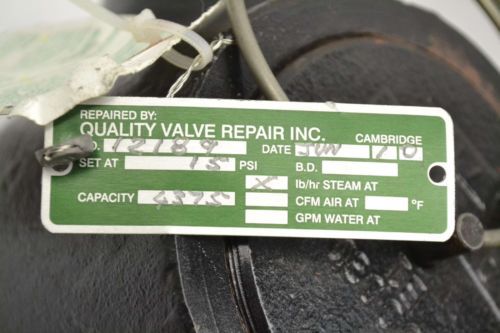 REPAIRED BY:
QUALITY VALVE REPAIR INC. CAMBRIDGE
O. 12189 DATE JUN / 10
SET AT 15 PSI B.D.
X lb/hr STEAM AT
CAPACITY 4375 CFM AIR AT °F
GPM WATER AT